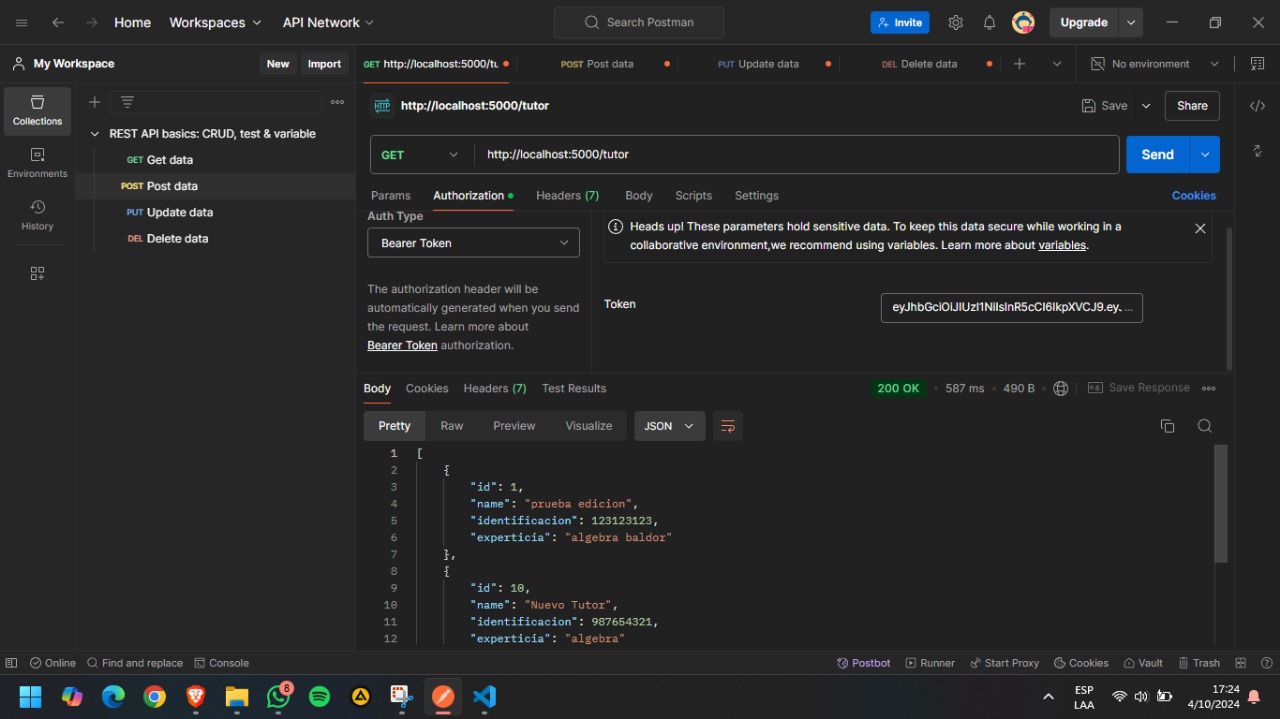 Home Workspaces API Network Search Postman Invite Upgrade
My Workspace New Import GET http://localhost:5000/tu POST Post data PUT Update data DEL Delete data No environment
Collections
Environments
History
REST API basics: CRUD, test & variable
GET Get data
POST Post data
PUT Update data
DEL Delete data
HTTP http://localhost:5000/tutor Save Share
GET http://localhost:5000/tutor Send
Params Authorization Headers (7) Body Scripts Settings Cookies
Auth Type
Bearer Token
The authorization header will be
automatically generated when you send
the request. Learn more about
Bearer Token authorization.
Heads up! These parameters hold sensitive data. To keep this data secure while working in a
collaborative environment,we recommend using variables. Learn more about variables.
Token
Body Cookies Headers (7) Test Results 200 OK 587 ms 490 B Save Response
Pretty Raw Preview Visualize JSON
1 [
2 {
3 "id": 1,
4 "name": "prueba edicion",
5 "identificacion": 123123123,
6 "experticia": "algebra baldor"
7 },
8 {
9 "id": 10,
10 "name": "Nuevo Tutor",
11 "identificacion": 987654321,
12 "experticia": "algebra"
Online Find and replace Console Postbot Runner Start Proxy Cookies Vault Trash
8
ESP
LAA
17:24
4/10/2024